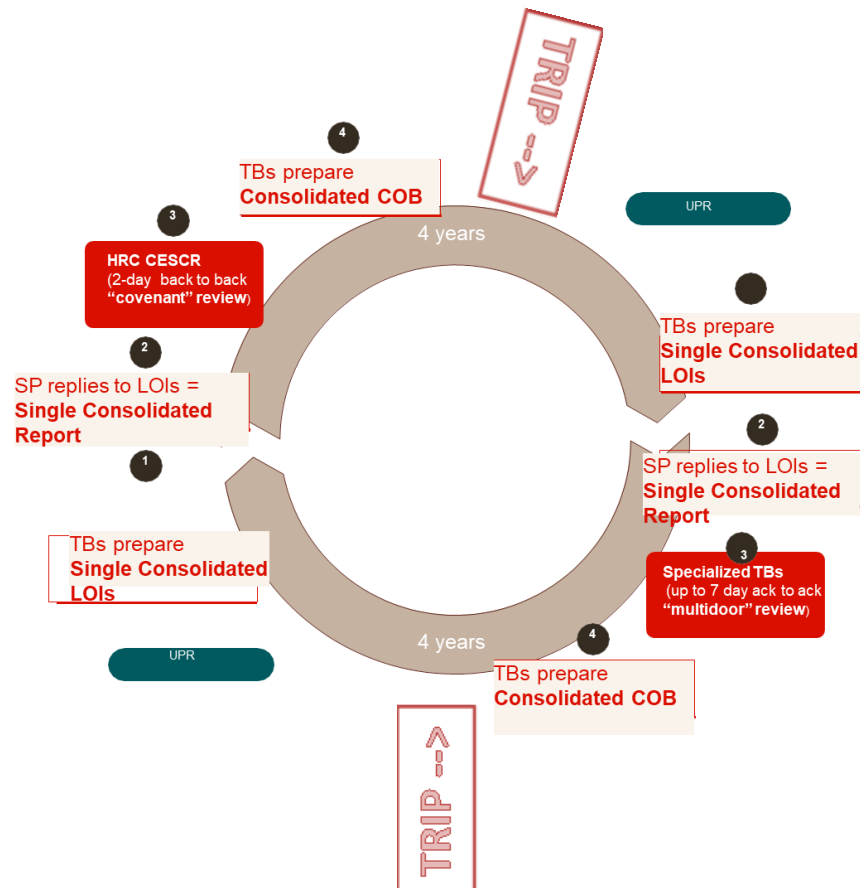 TRIP -->
4
TBs prepare
Consolidated COB
4 years
UPR
3
HRC CESCR
(2-day back to back
“covenant” review)
2
SP replies to LOIs =
Single Consolidated
Report
1
TBs prepare
Single Consolidated
LOIs
UPR
TBs prepare
Single Consolidated
LOIs
2
SP replies to LOIs =
Single Consolidated
Report
3
Specialized TBs
(up to 7 day ack to ack
“multidoor” review)
4 years
4
TBs prepare
Consolidated COB
TRIP -->